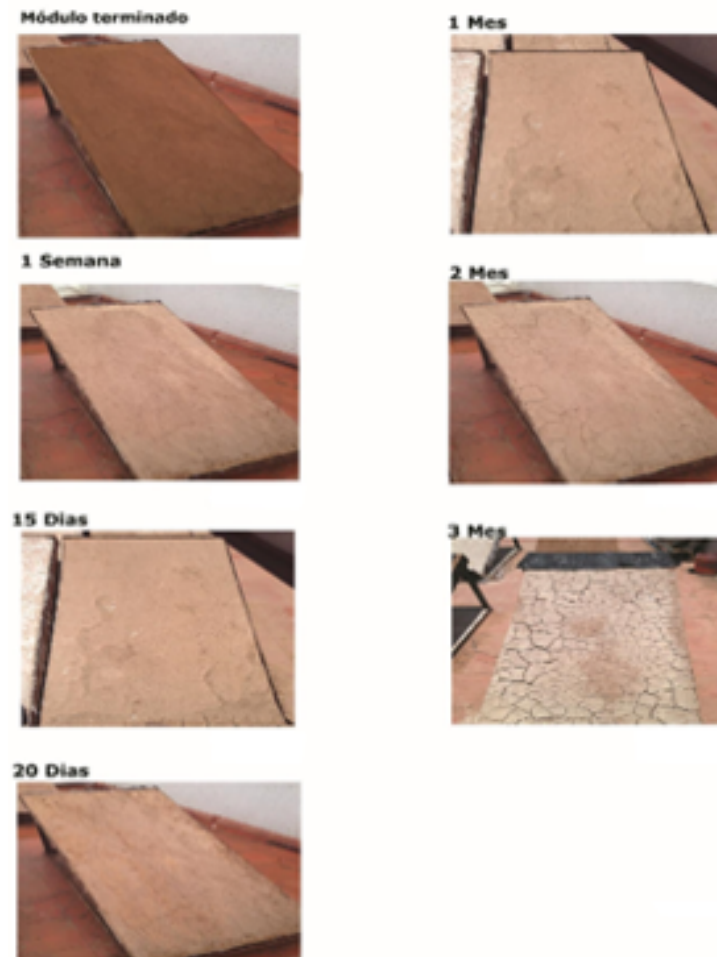 Módulo terminado
1 Semana
15 Dias
20 Dias
1 Mes
2 Mes
3 Mes